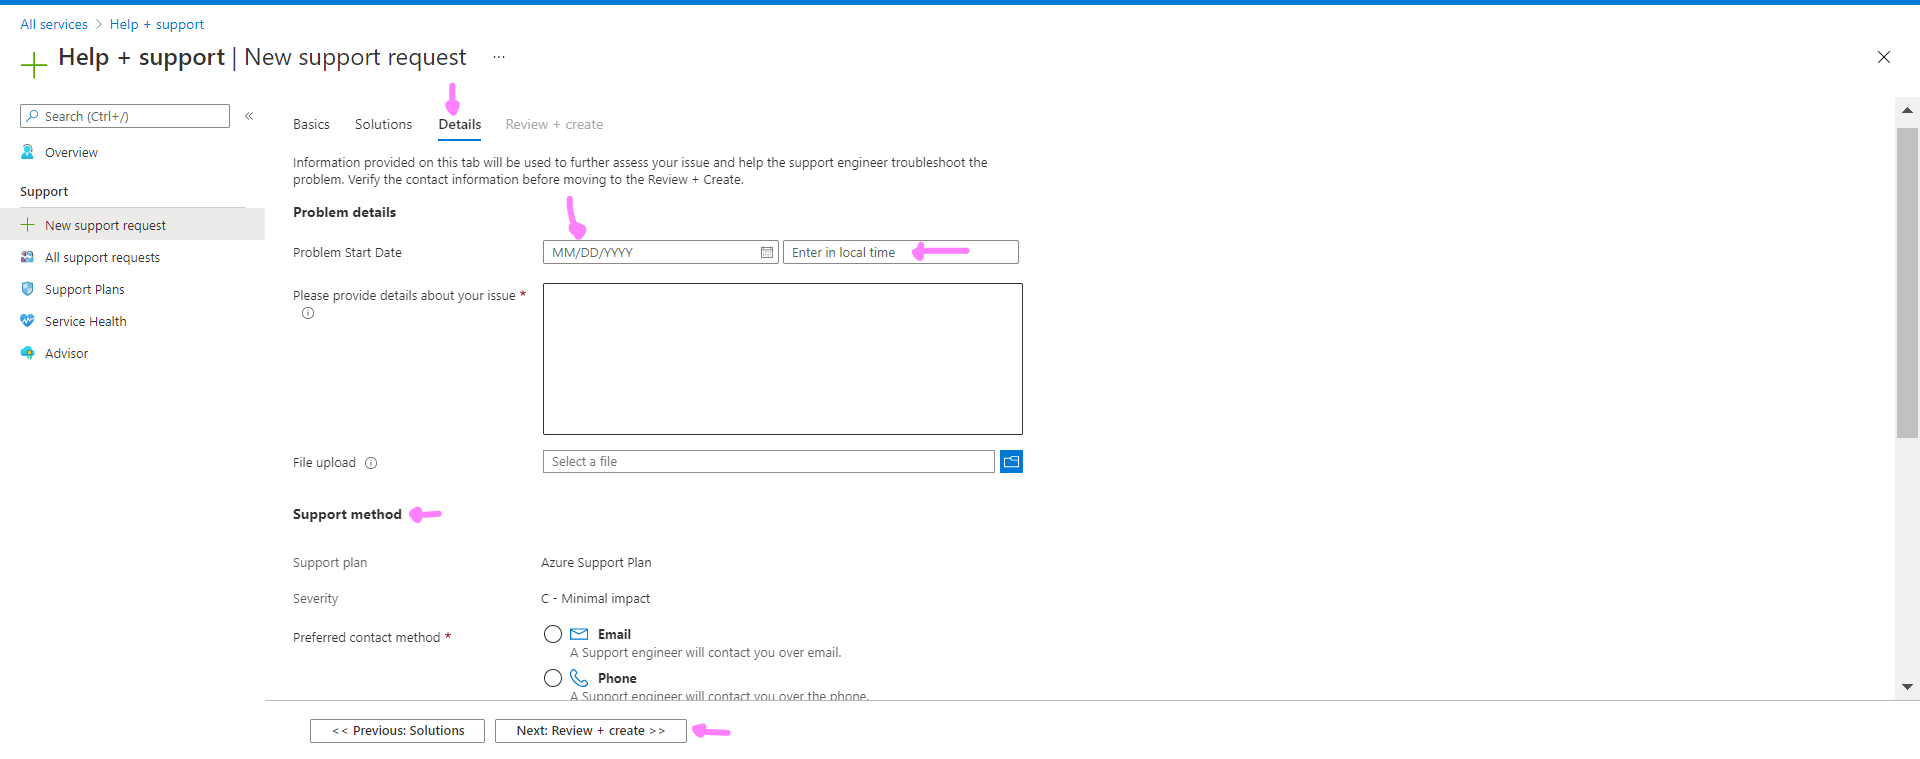 All services > Help + support
Help + support | New support request ...
Search (Ctrl+/) «
Overview
Support
New support request
All support requests
Support Plans
Service Health
Advisor
Basics Solutions Details Review + create
Information provided on this tab will be used to further assess your issue and help the support engineer troubleshoot the
problem. Verify the contact information before moving to the Review + Create.
Problem details
Problem Start Date MM/DD/YYYY Enter in local time
Please provide details about your issue *
File upload Select a file
Support method
Support plan Azure Support Plan
Severity C - Minimal impact
Preferred contact method * Email
A Support engineer will contact you over email.
Phone
A Support engineer will contact you over the phone.
<< Previous: Solutions Next: Review + create >>